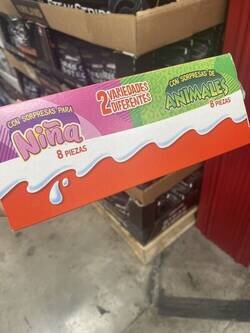 CON SORPRESAS PARA
Niña
8 PIEZAS
2 VARIEDADES
DIFERENTES
CON SORPRESAS DE
ANIMALES
8 PIEZAS